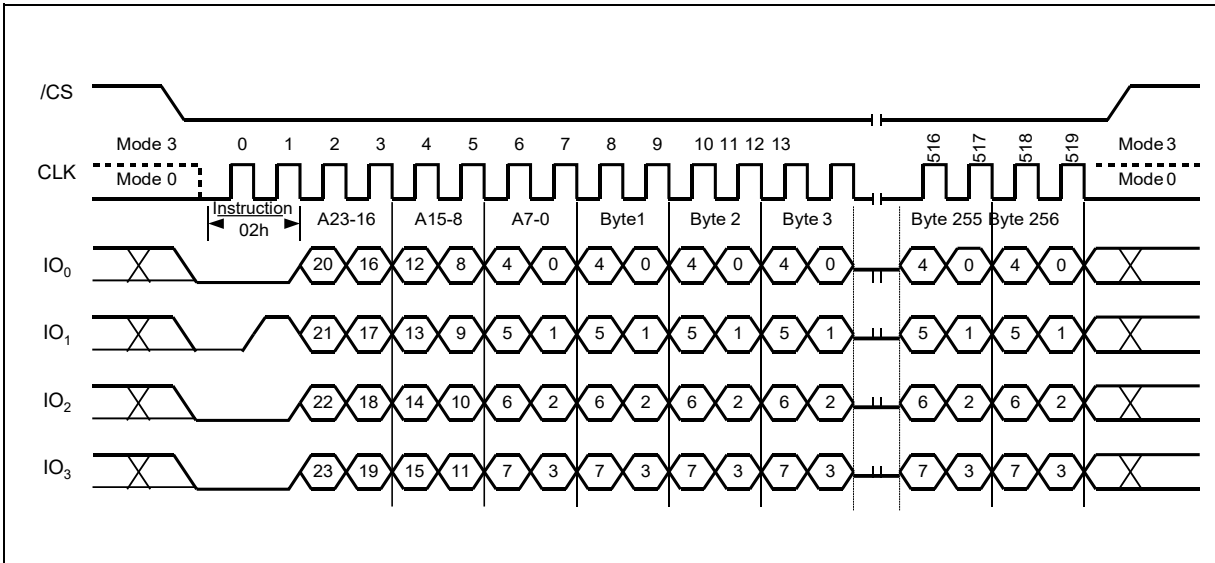 /CS
Mode 3 0 1 2 3 4 5 6 7 8 9 10 11 12 13 516 517 518 519 Mode 3
CLK
Mode 0 Mode 0
Instruction
02h A23-16 A15-8 A7-0 Byte1 Byte 2 Byte 3 Byte 255 Byte 256
IO0 20 16 12 8 4 0 4 0 4 0 4 0 4 0 4 0
IO1 21 17 13 9 5 1 5 1 5 1 5 1 5 1 5 1
IO2 22 18 14 10 6 2 6 2 6 2 6 2 6 2 6 2
IO3 23 19 15 11 7 3 7 3 7 3 7 3 7 3 7 3